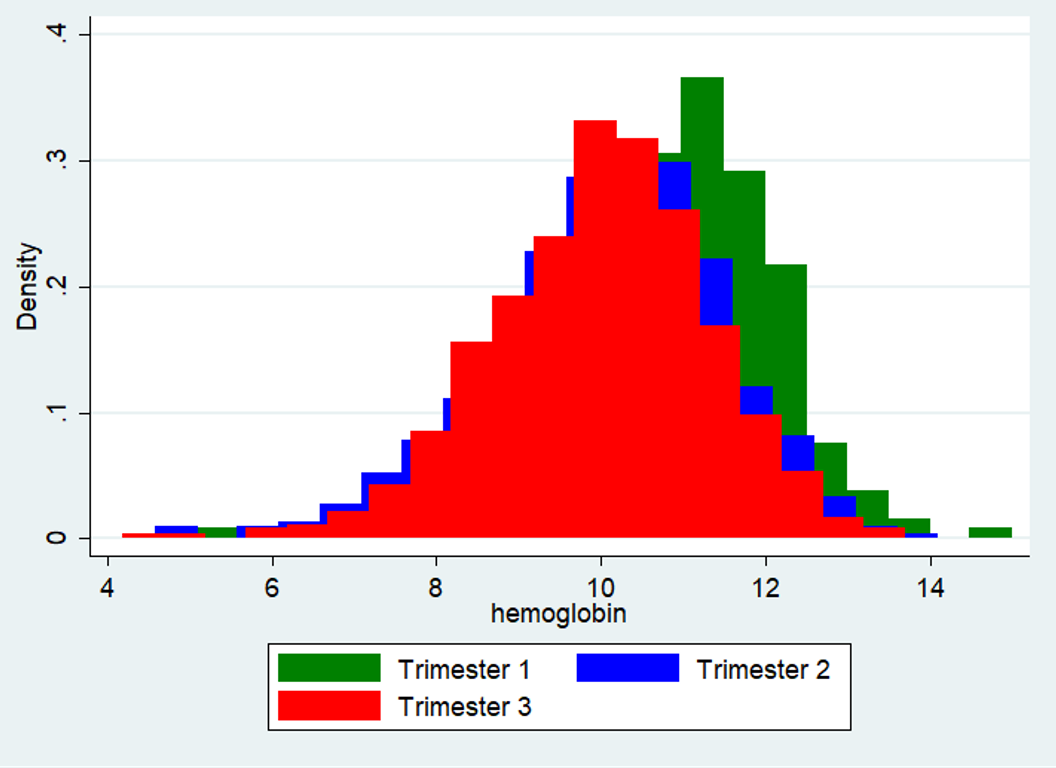 Density
.4
.3
.2
.1
0
4 6 8 10 12 14
hemoglobin
Trimester 1 Trimester 2
Trimester 3